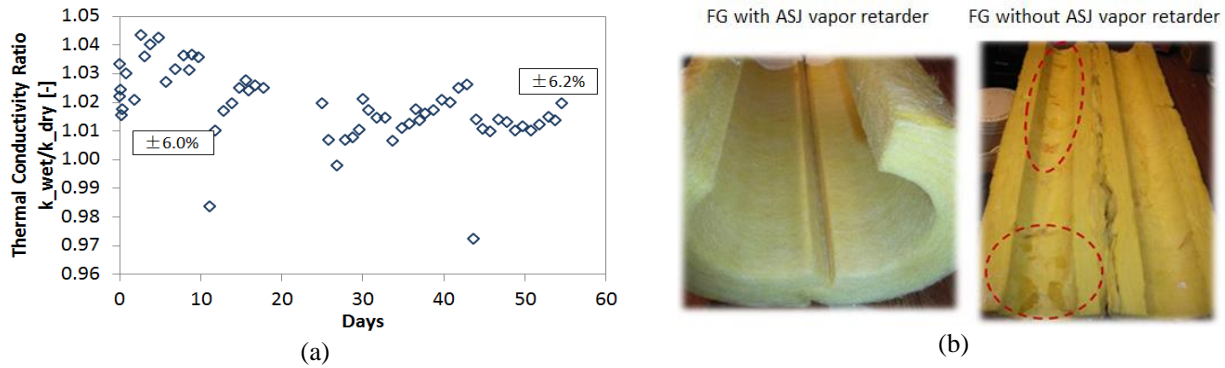 1.05
1.04
1.03
1.02
1.01
1.00
0.99
0.98
0.97
0.96
Thermal Conductivity Ratio
k_wet/k_dry [-]
±6.0%
±6.2%
0 10 20 30 40 50 60
Days
(a)
FG with ASJ vapor retarder
FG without ASJ vapor retarder
(b)